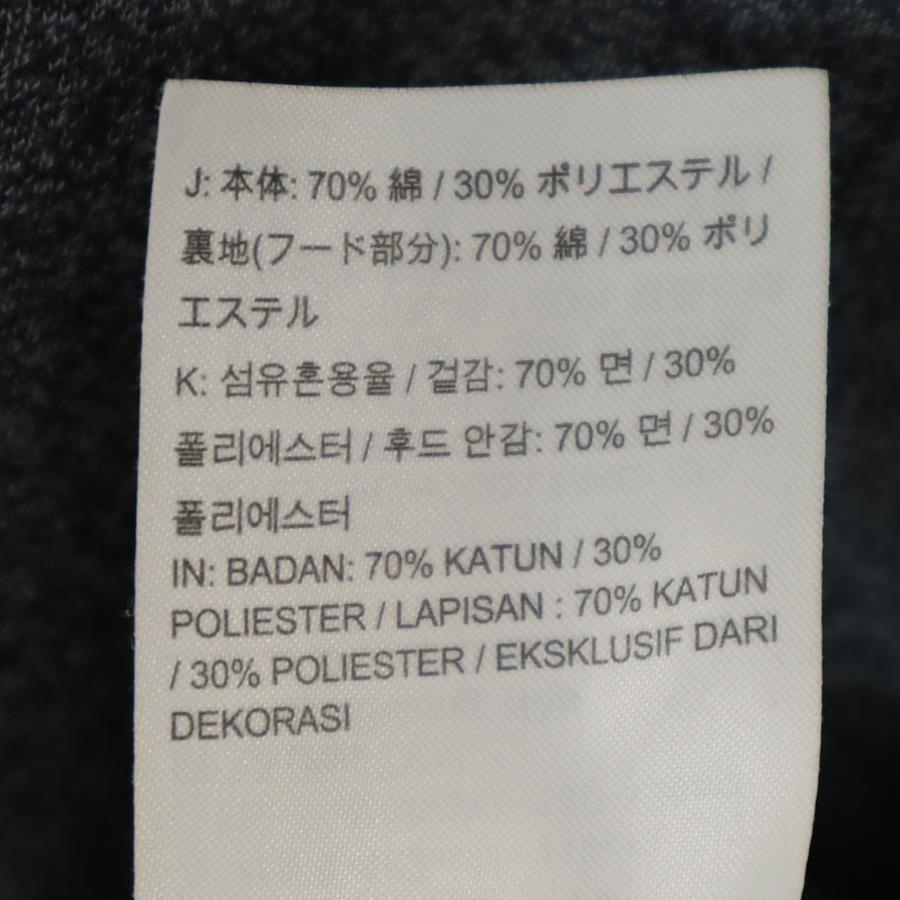 J: 本体: 70% 綿 / 30% ポリエステル /
裏地(フード部分): 70% 綿 / 30% ポリ
エステル
K: 섬유혼용율 / 겉감: 70% 면 / 30%
폴리에스터 / 후드 안감: 70% 면 / 30%
폴리에스터
IN: BADAN: 70% KATUN / 30%
POLIESTER / LAPISAN : 70% KATUN
/ 30% POLIESTER / EKSKLUSIF DARI
DEKORASI